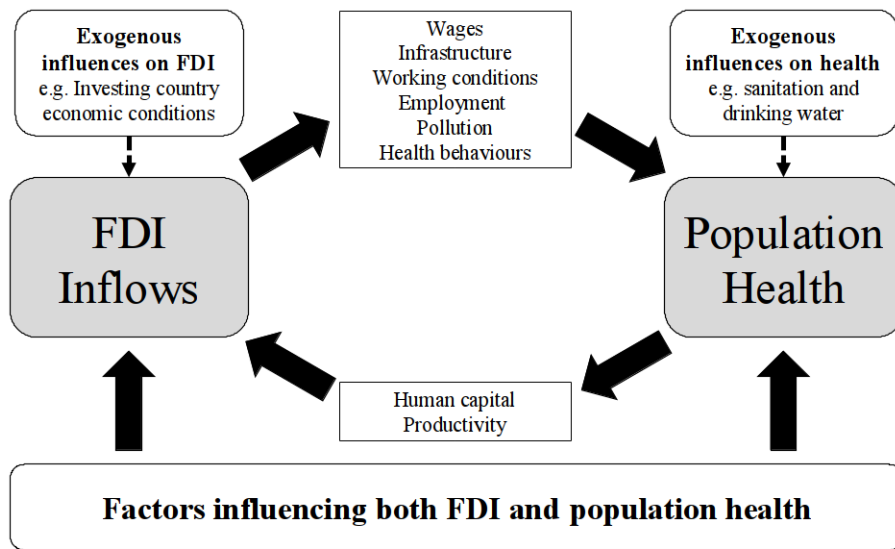 Exogenous
influences on FDI
e.g. Investing country
economic conditions
Wages
Infrastructure
Working conditions
Employment
Pollution
Health behaviours
Exogenous
influences on health
e.g. sanitation and
drinking water
FDI
Inflows
Population
Health
Human capital
Productivity
Factors influencing both FDI and population health